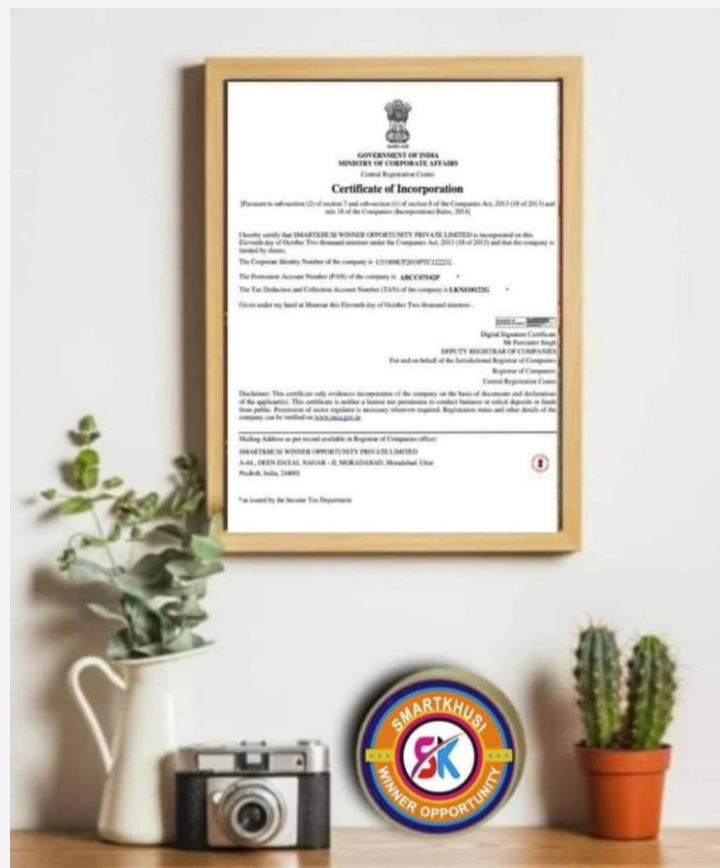 GOVERNMENT OF INDIA
MINISTRY OF CORPORATE AFFAIRS
Central Registration Centre
Certificate of Incorporation
[Pursuant to sub-section (2) of section 7 and sub-section (1) of section 8 of the Companies Act, 2013 (18 of 2013) and
rule 18 of the Companies (Incorporation) Rules, 2014]
I hereby certify that SMARTKHUSI WINNER OPPORTUNITY PRIVATE LIMITED is incorporated on this
Eleventh day of October Two thousand nineteen under the Companies Act, 2013 (18 of 2013) and that the company is
limited by shares.
The Corporate Identity Number of the company is
The Permanent Account Number (PAN) of the company is *
The Tax Deduction and Collection Account Number (TAN) of the company is *
Given under my hand at Manesar this Eleventh day of October Two thousand nineteen .
Digital Signature Certificate
Mr Parvinder Singh
DEPUTY REGISTRAR OF COMPANIES
For and on behalf of the Jurisdictional Registrar of Companies
Registrar of Companies
Central Registration Centre
Disclaimer: This certificate only evidences incorporation of the company on the basis of documents and declarations
of the applicant(s). This certificate is neither a license nor permission to conduct business or solicit deposits or funds
from public. Permission of sector regulator is necessary wherever required. Registration status and other details of the
company can be verified on www.mca.gov.in
Mailing Address as per record available in Registrar of Companies office:
SMARTKHUSI WINNER OPPORTUNITY PRIVATE LIMITED
DEEN DAYAL NAGAR - II, MORADABAD, Moradabad, Uttar
Pradesh, India, 244001
* as issued by the Income Tax Department
SMARTKHUSI
SK
WINNER OPPORTUNITY